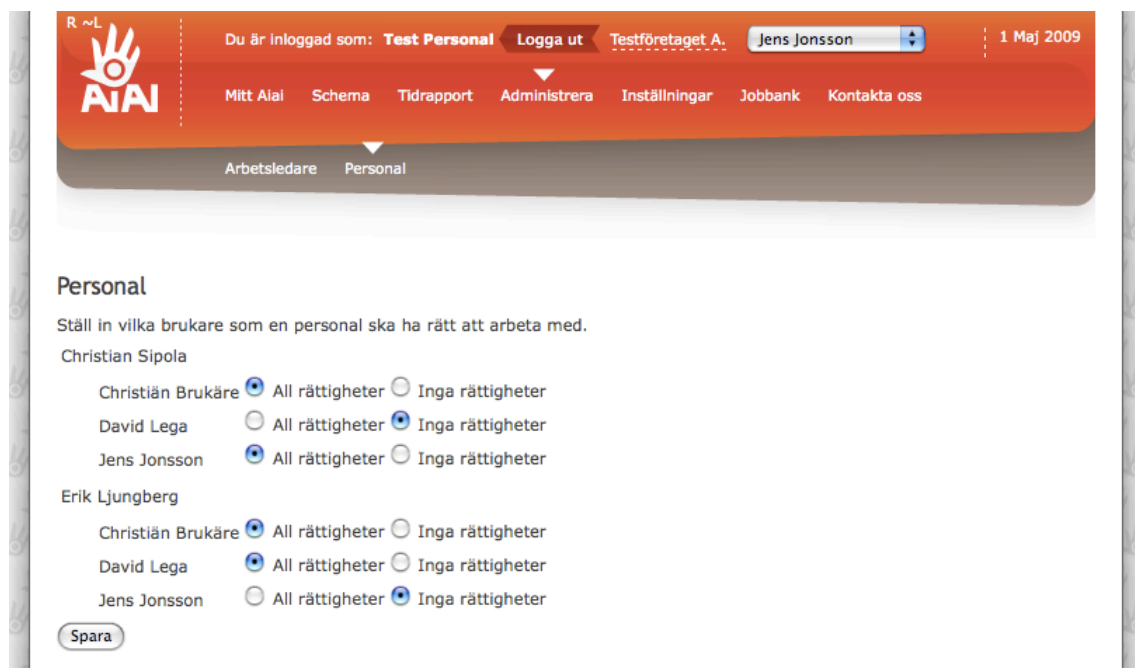 R ~L
AiAi
Du är inloggad som: Test Personal Logga ut Testföretaget A. Jens Jonsson 1 Maj 2009
Mitt Aiai Schema Tidrapport Administrera Inställningar Jobbank Kontakta oss
Arbetsledare Personal
Personal
Ställ in vilka brukare som en personal ska ha rätt att arbeta med.
Christian Sipola
Christiän Brukäre All rättigheter Inga rättigheter
David Lega All rättigheter Inga rättigheter
Jens Jonsson All rättigheter Inga rättigheter
Erik Ljungberg
Christiän Brukäre All rättigheter Inga rättigheter
David Lega All rättigheter Inga rättigheter
Jens Jonsson All rättigheter Inga rättigheter
Spara